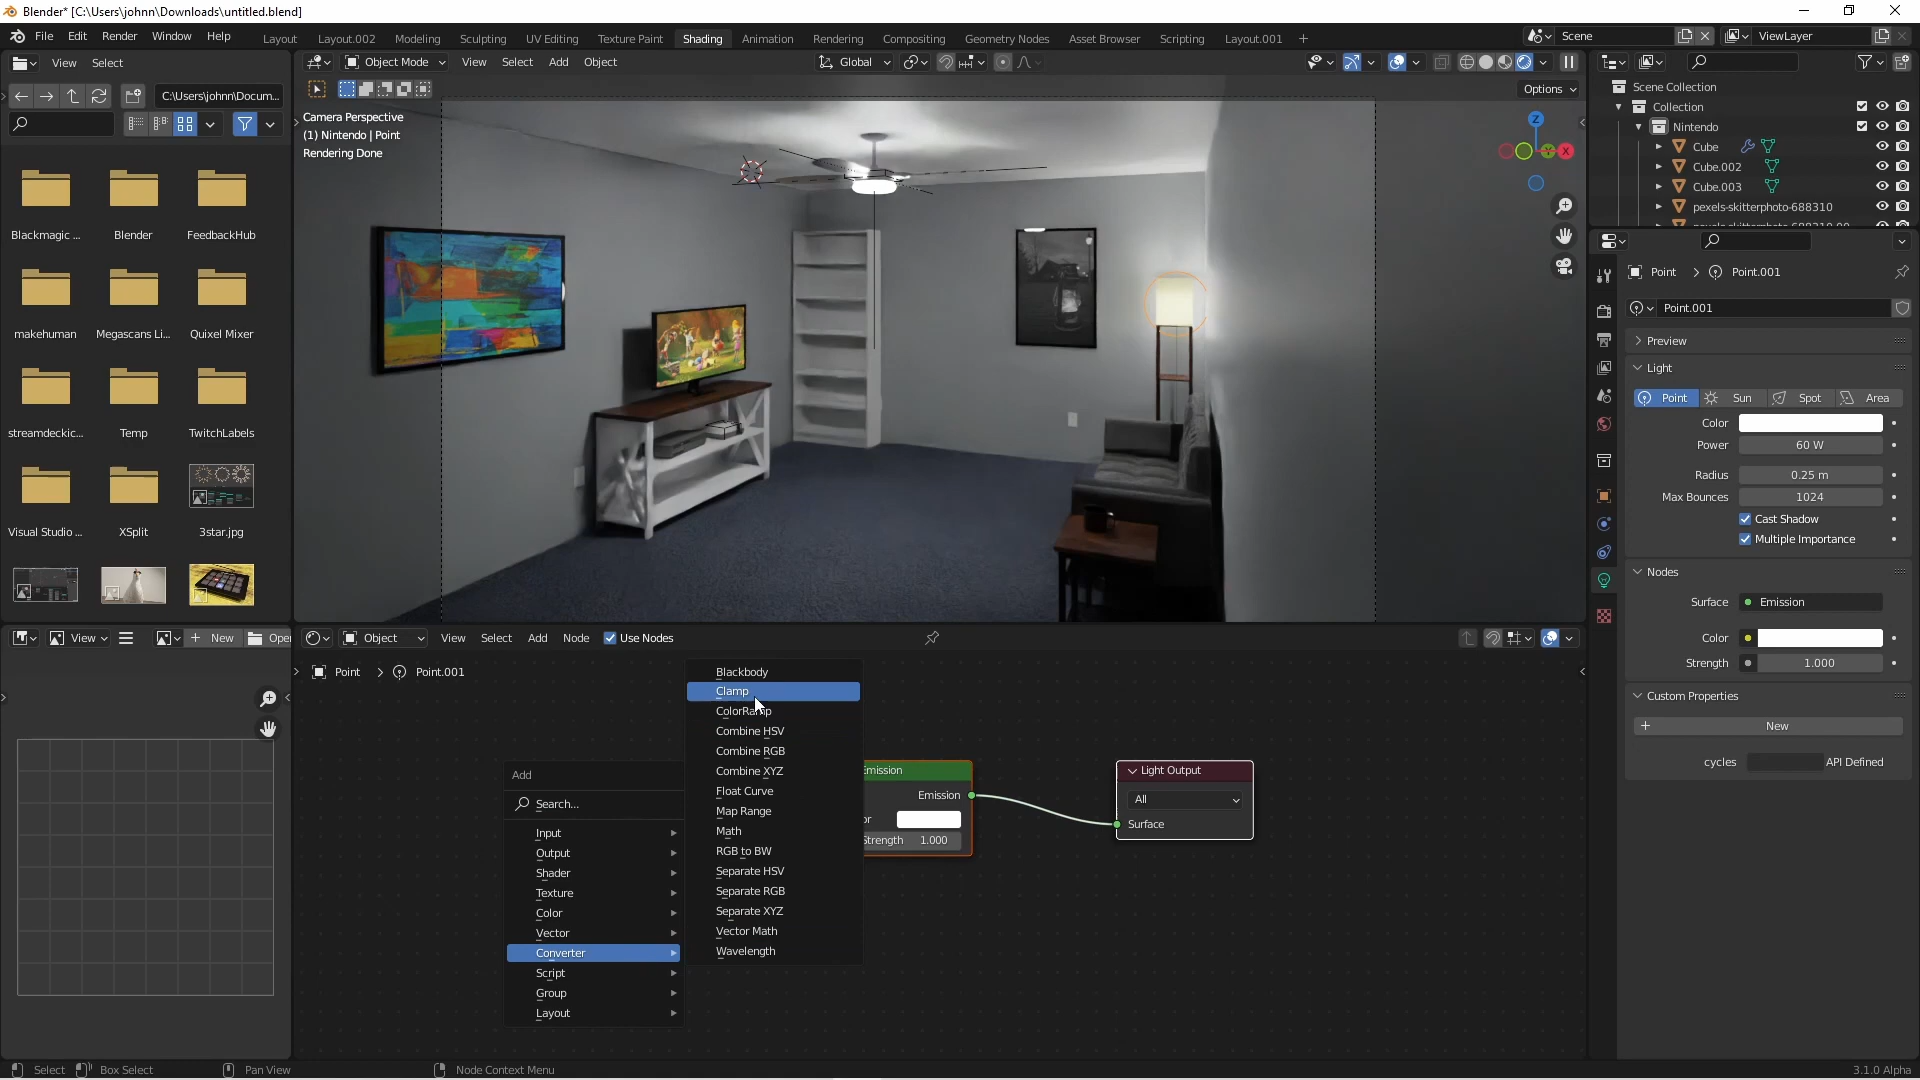 Blender* [C:\Users\johnn\Downloads\untitled.blend]
File Edit Render Window Help
Layout Layout.002 Modeling Sculpting UV Editing Texture Paint Shading Animation Rendering Compositing Geometry Nodes Asset Browser Scripting Layout.001 +
Scene
ViewLayer
View Select
Object Mode View Select Add Object
Global
C:\Users\johnn\Docum...
Options
Camera Perspective
(1) Nintendo | Point
Rendering Done
Z
Y
X
Blackmagic ... Blender FeedbackHub
makehuman Megascans Li... Quixel Mixer
streamdeckic... Temp TwitchLabels
Visual Studio ... XSplit 3star.jpg
Scene Collection
Collection
Nintendo
Cube
Cube.002
Cube.003
pexels-skitterphoto-688310
Point > Point.001
Point.001
Preview
Light
Point Sun Spot Area
Color
Power 60 W
Radius 0.25 m
Max Bounces 1024
Cast Shadow
Multiple Importance
Nodes
Surface Emission
Color
Strength 1.000
Custom Properties
+ New
cycles API Defined
View + New Open
Object View Select Add Node Use Nodes
Point > Point.001
Add
Search...
Input
Output
Shader
Texture
Color
Vector
Converter
Script
Group
Layout
Blackbody
Clamp
ColorRamp
Combine HSV
Combine RGB
Combine XYZ
Float Curve
Map Range
Math
RGB to BW
Separate HSV
Separate RGB
Separate XYZ
Vector Math
Wavelength
Emission
Emission
or
Strength 1.000
Light Output
All
Surface
Select Box Select Pan View Node Context Menu
3.1.0 Alpha